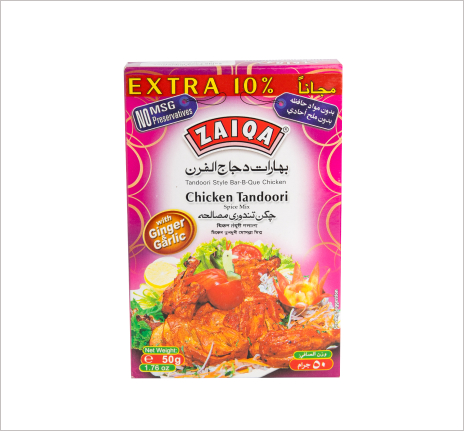 EXTRA 10% مجاناً
NO MSG
Preservatives
بدون مواد حافظة
بدون ملح أحادي
ZAIQA®
بهارات دجاج الفرن
Tandoori Style Bar-B-Que Chicken
Chicken Tandoori
Spice Mix
چکن تندوری مصالحہ
with
Ginger
& Garlic
Net Weight
e 50g
1.76 oz
وزن الصافي
٥٠ جرام